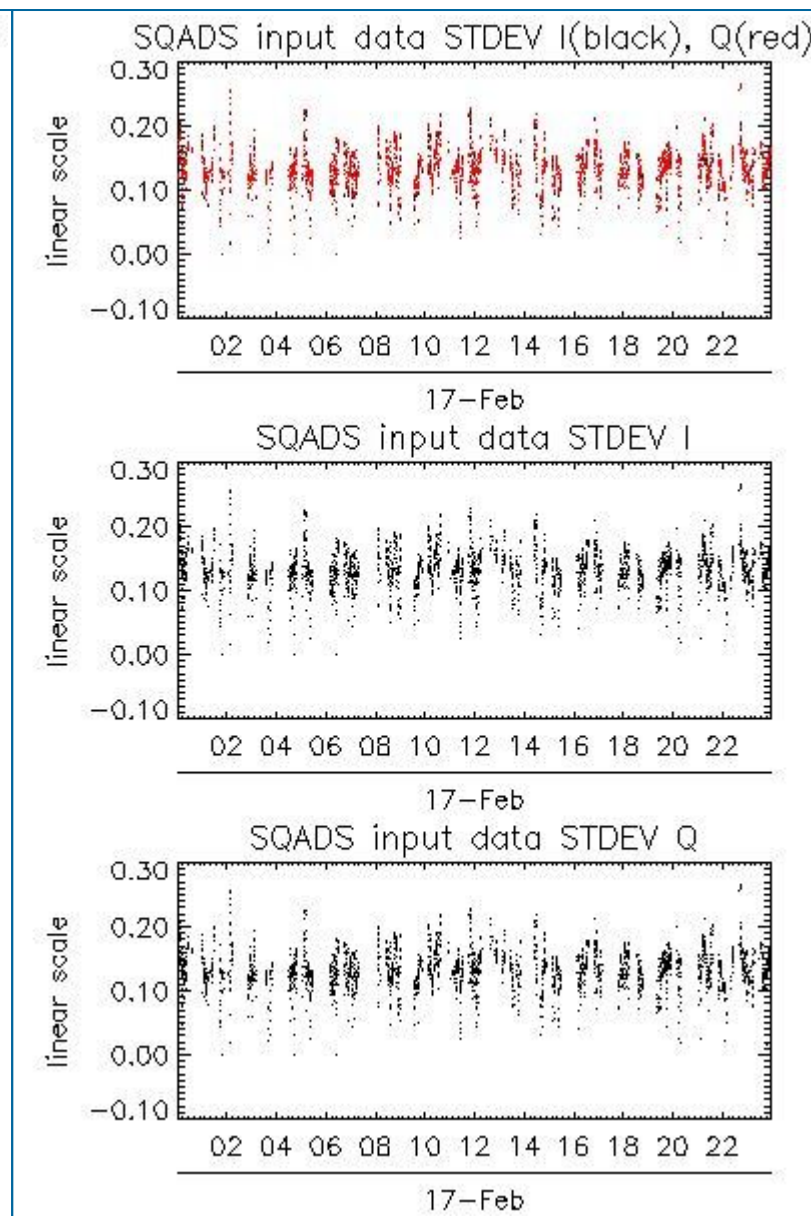 SQADS input data STDEV I(black), Q(red)
0.30
0.20
0.10
0.00
−0.10
linear scale
02 04 06 08 10 12 14 16 18 20 22
17−Feb
SQADS input data STDEV I
0.30
0.20
0.10
0.00
−0.10
linear scale
02 04 06 08 10 12 14 16 18 20 22
17−Feb
SQADS input data STDEV Q
0.30
0.20
0.10
0.00
−0.10
linear scale
02 04 06 08 10 12 14 16 18 20 22
17−Feb